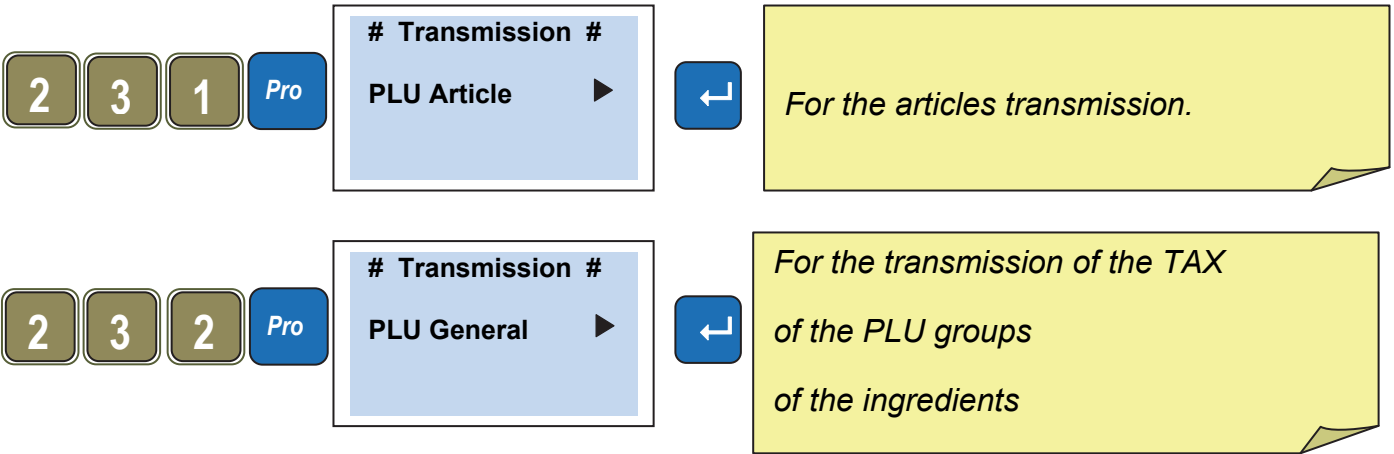 2 3 1 Pro
# Transmission #
PLU Article ▶
↵
For the articles transmission.
2 3 2 Pro
# Transmission #
PLU General ▶
↵
For the transmission of the TAX
of the PLU groups
of the ingredients